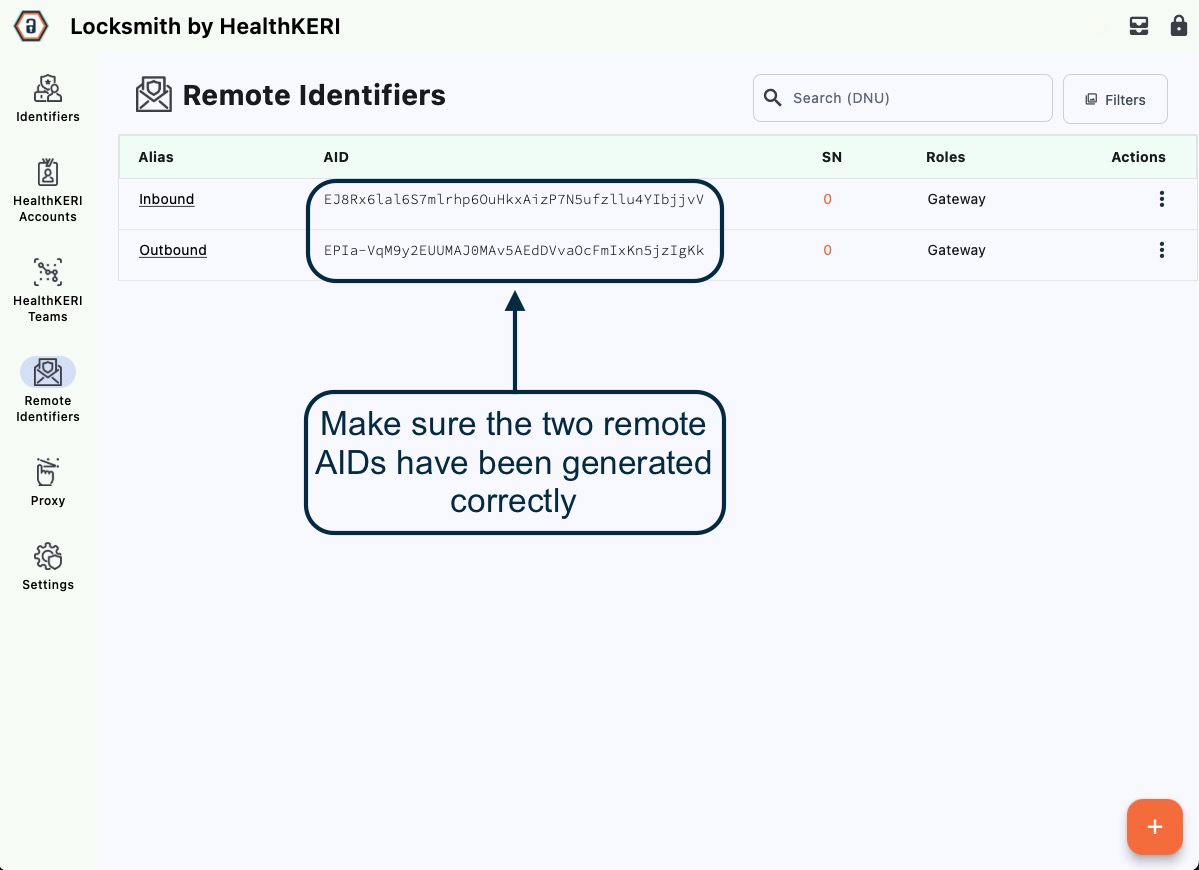 Locksmith by HealthKERI
Identifiers
HealthKERI
Accounts
HealthKERI
Teams
Remote
Identifiers
Proxy
Settings
Remote Identifiers
Search (DNU)
Filters
Alias AID SN Roles Actions
Inbound EJ8Rx6lal6S7mlrhp6OuHkxAizP7N5ufzllu4YIbjjvV 0 Gateway
Outbound EPIa-VqM9y2EUUMAJ0MAv5AEdDVvaOcFmIxKn5jzIgKk 0 Gateway
Make sure the two remote
AIDs have been generated
correctly